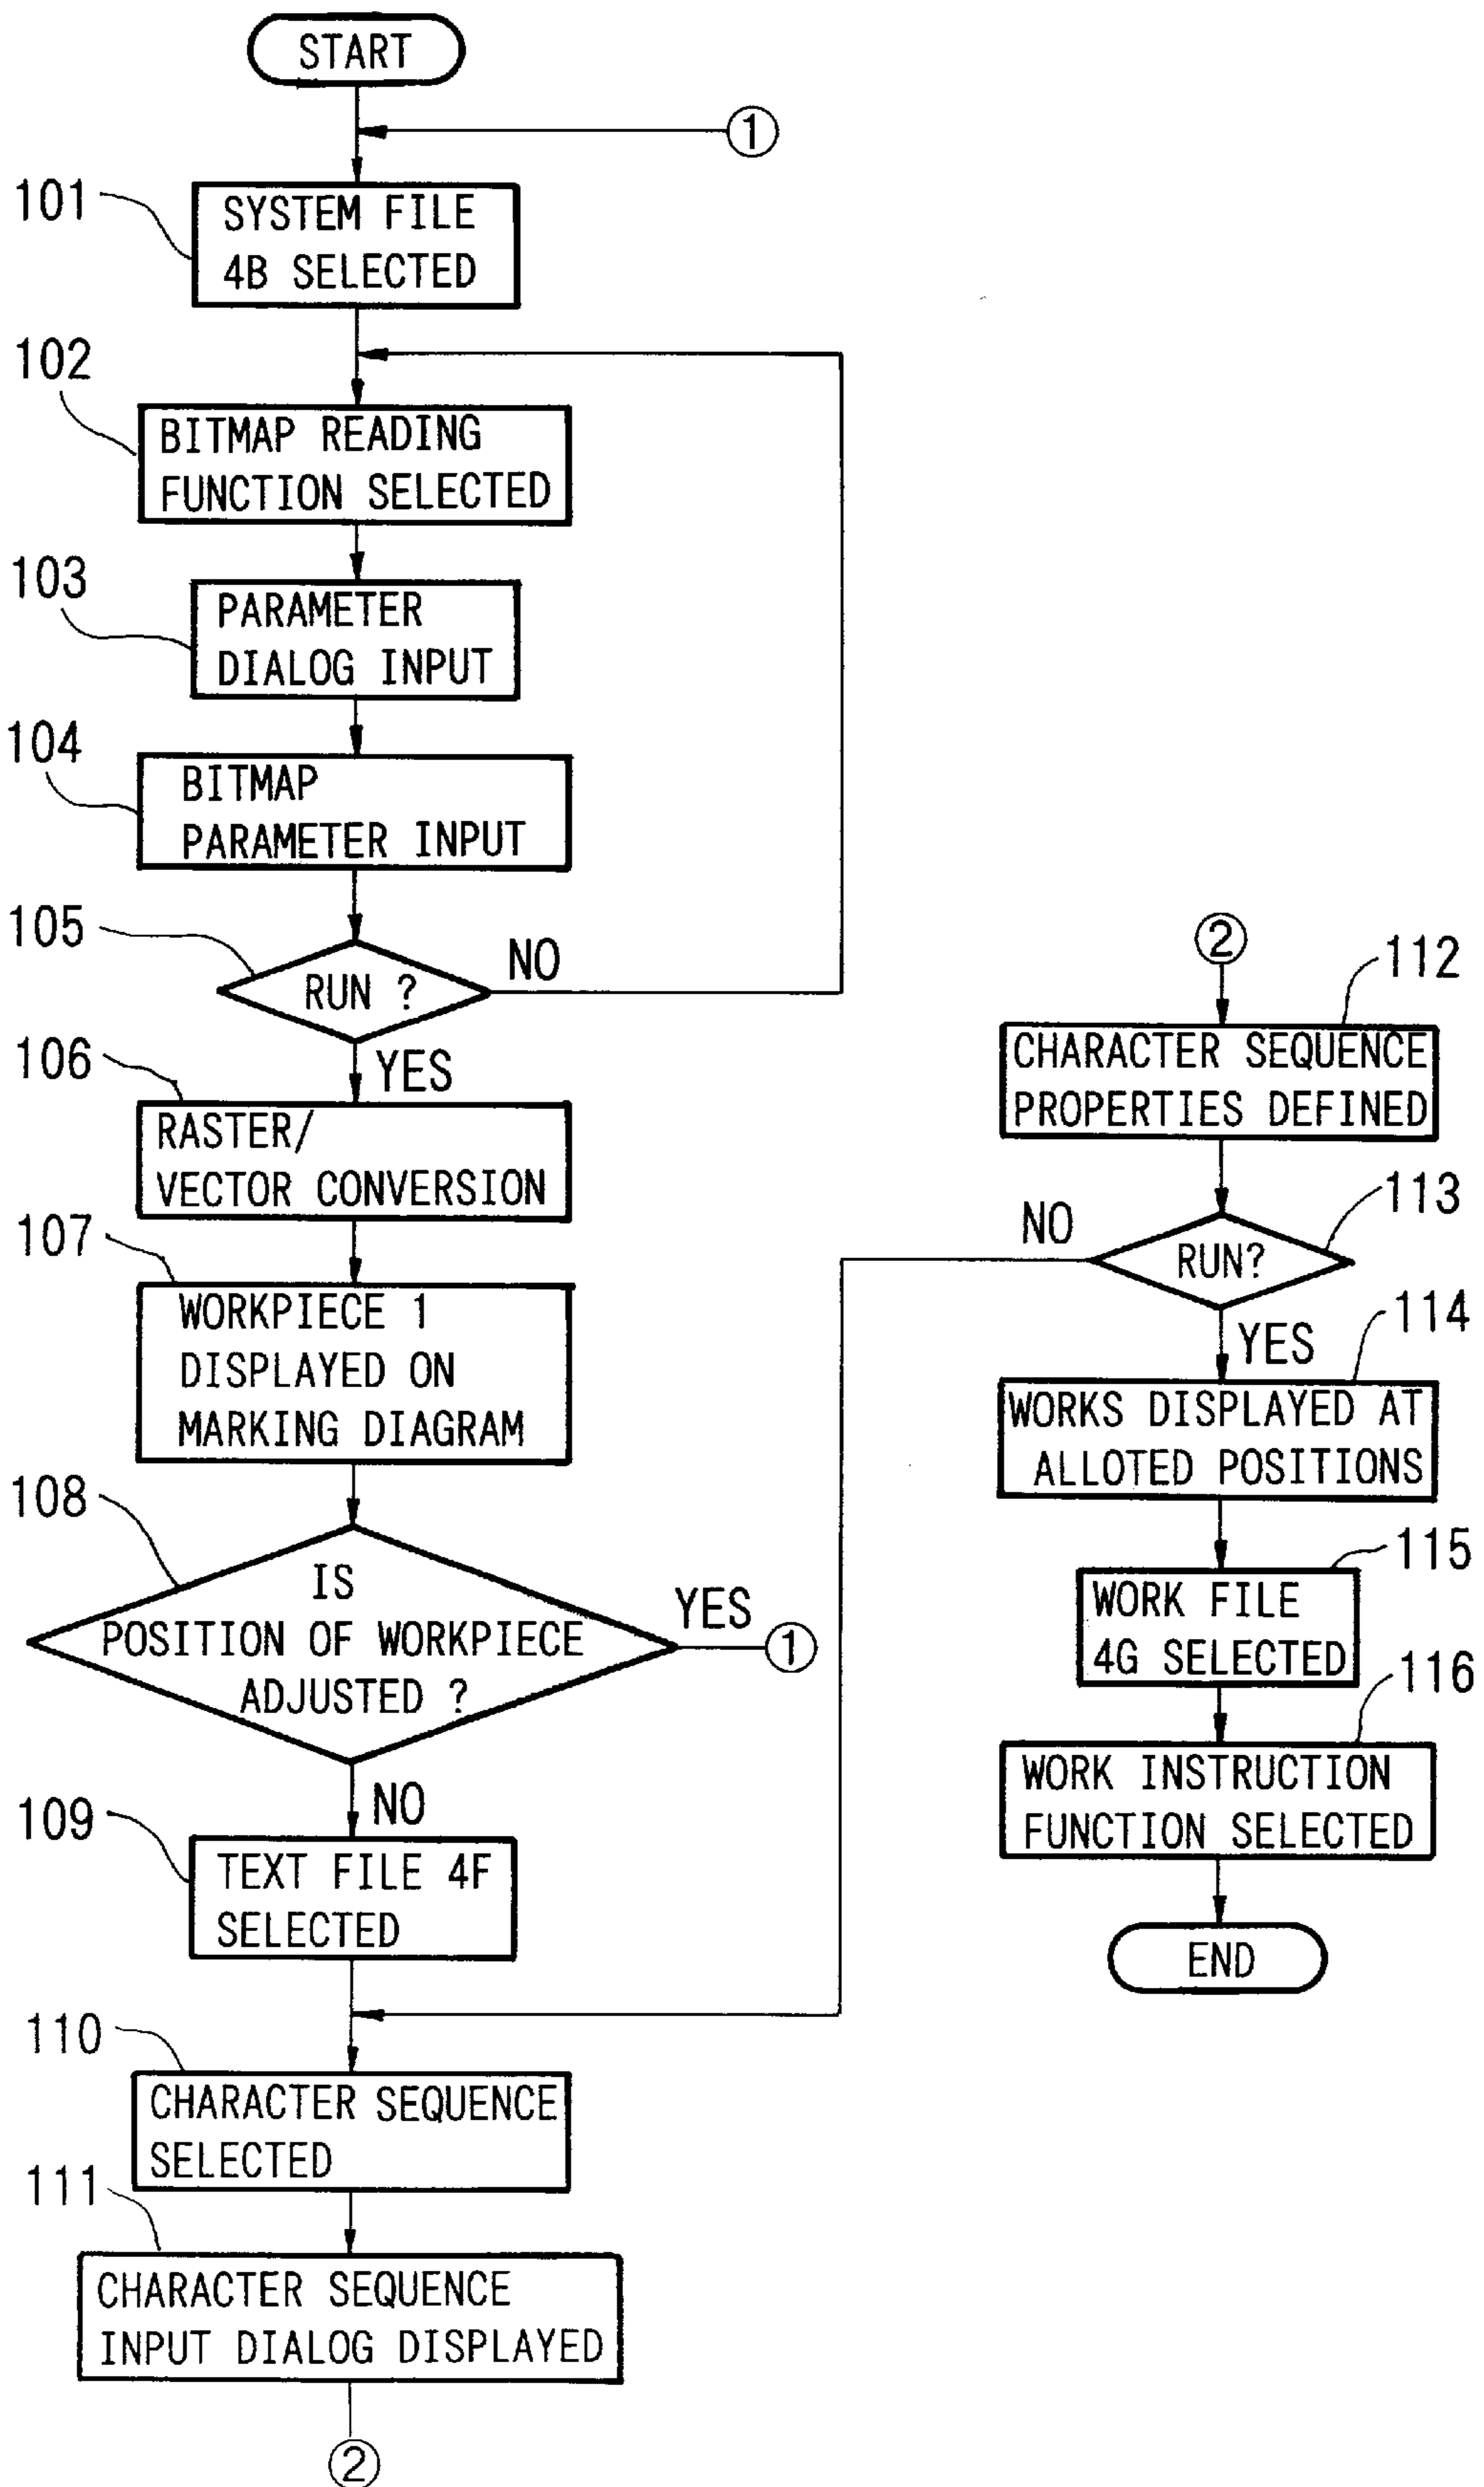 START
①
101
SYSTEM FILE
4B SELECTED
102
BITMAP READING
FUNCTION SELECTED
103
PARAMETER
DIALOG INPUT
104
BITMAP
PARAMETER INPUT
105
RUN ?
NO
YES
106
RASTER/
VECTOR CONVERSION
107
WORKPIECE 1
DISPLAYED ON
MARKING DIAGRAM
108
IS
POSITION OF WORKPIECE
ADJUSTED ?
YES
①
NO
109
TEXT FILE 4F
SELECTED
110
CHARACTER SEQUENCE
SELECTED
111
CHARACTER SEQUENCE
INPUT DIALOG DISPLAYED
②
②
112
CHARACTER SEQUENCE
PROPERTIES DEFINED
113
NO
RUN?
YES
114
WORKS DISPLAYED AT
ALLOTED POSITIONS
115
WORK FILE
4G SELECTED
116
WORK INSTRUCTION
FUNCTION SELECTED
END